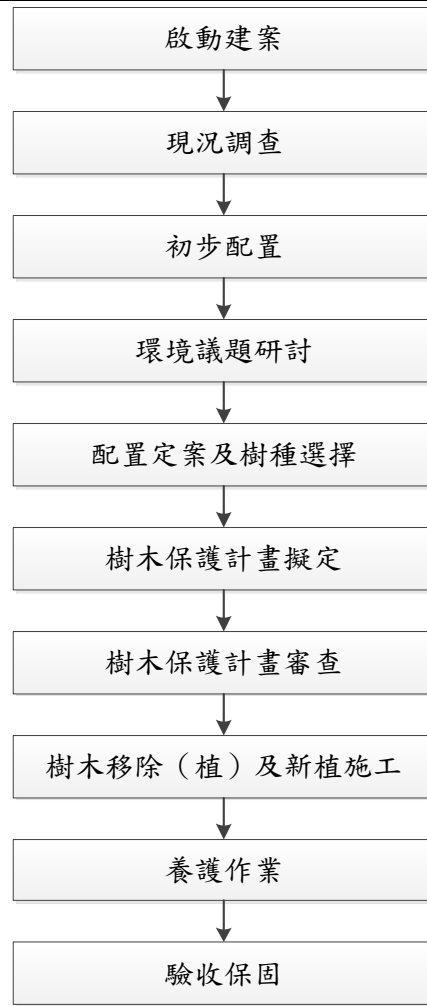 啟動建案
現況調查
初步配置
環境議題研討
配置定案及樹種選擇
樹木保護計畫擬定
樹木保護計畫審查
樹木移除（植）及新植施工
養護作業
驗收保固